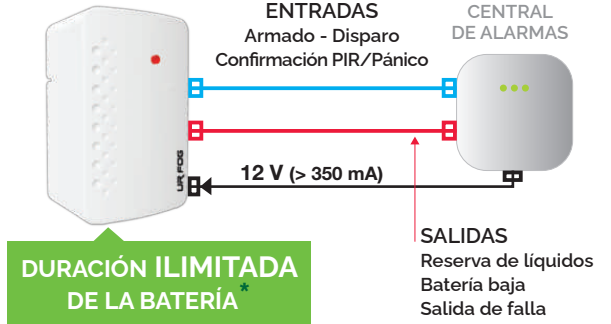 ENTRADAS
Armado - Disparo
Confirmación PIR/Pánico
CENTRAL
DE ALARMAS
UR FOG
12 V (> 350 mA)
SALIDAS
Reserva de líquidos
Batería baja
Salida de falla
DURACIÓN ILIMITADA
DE LA BATERÍA*